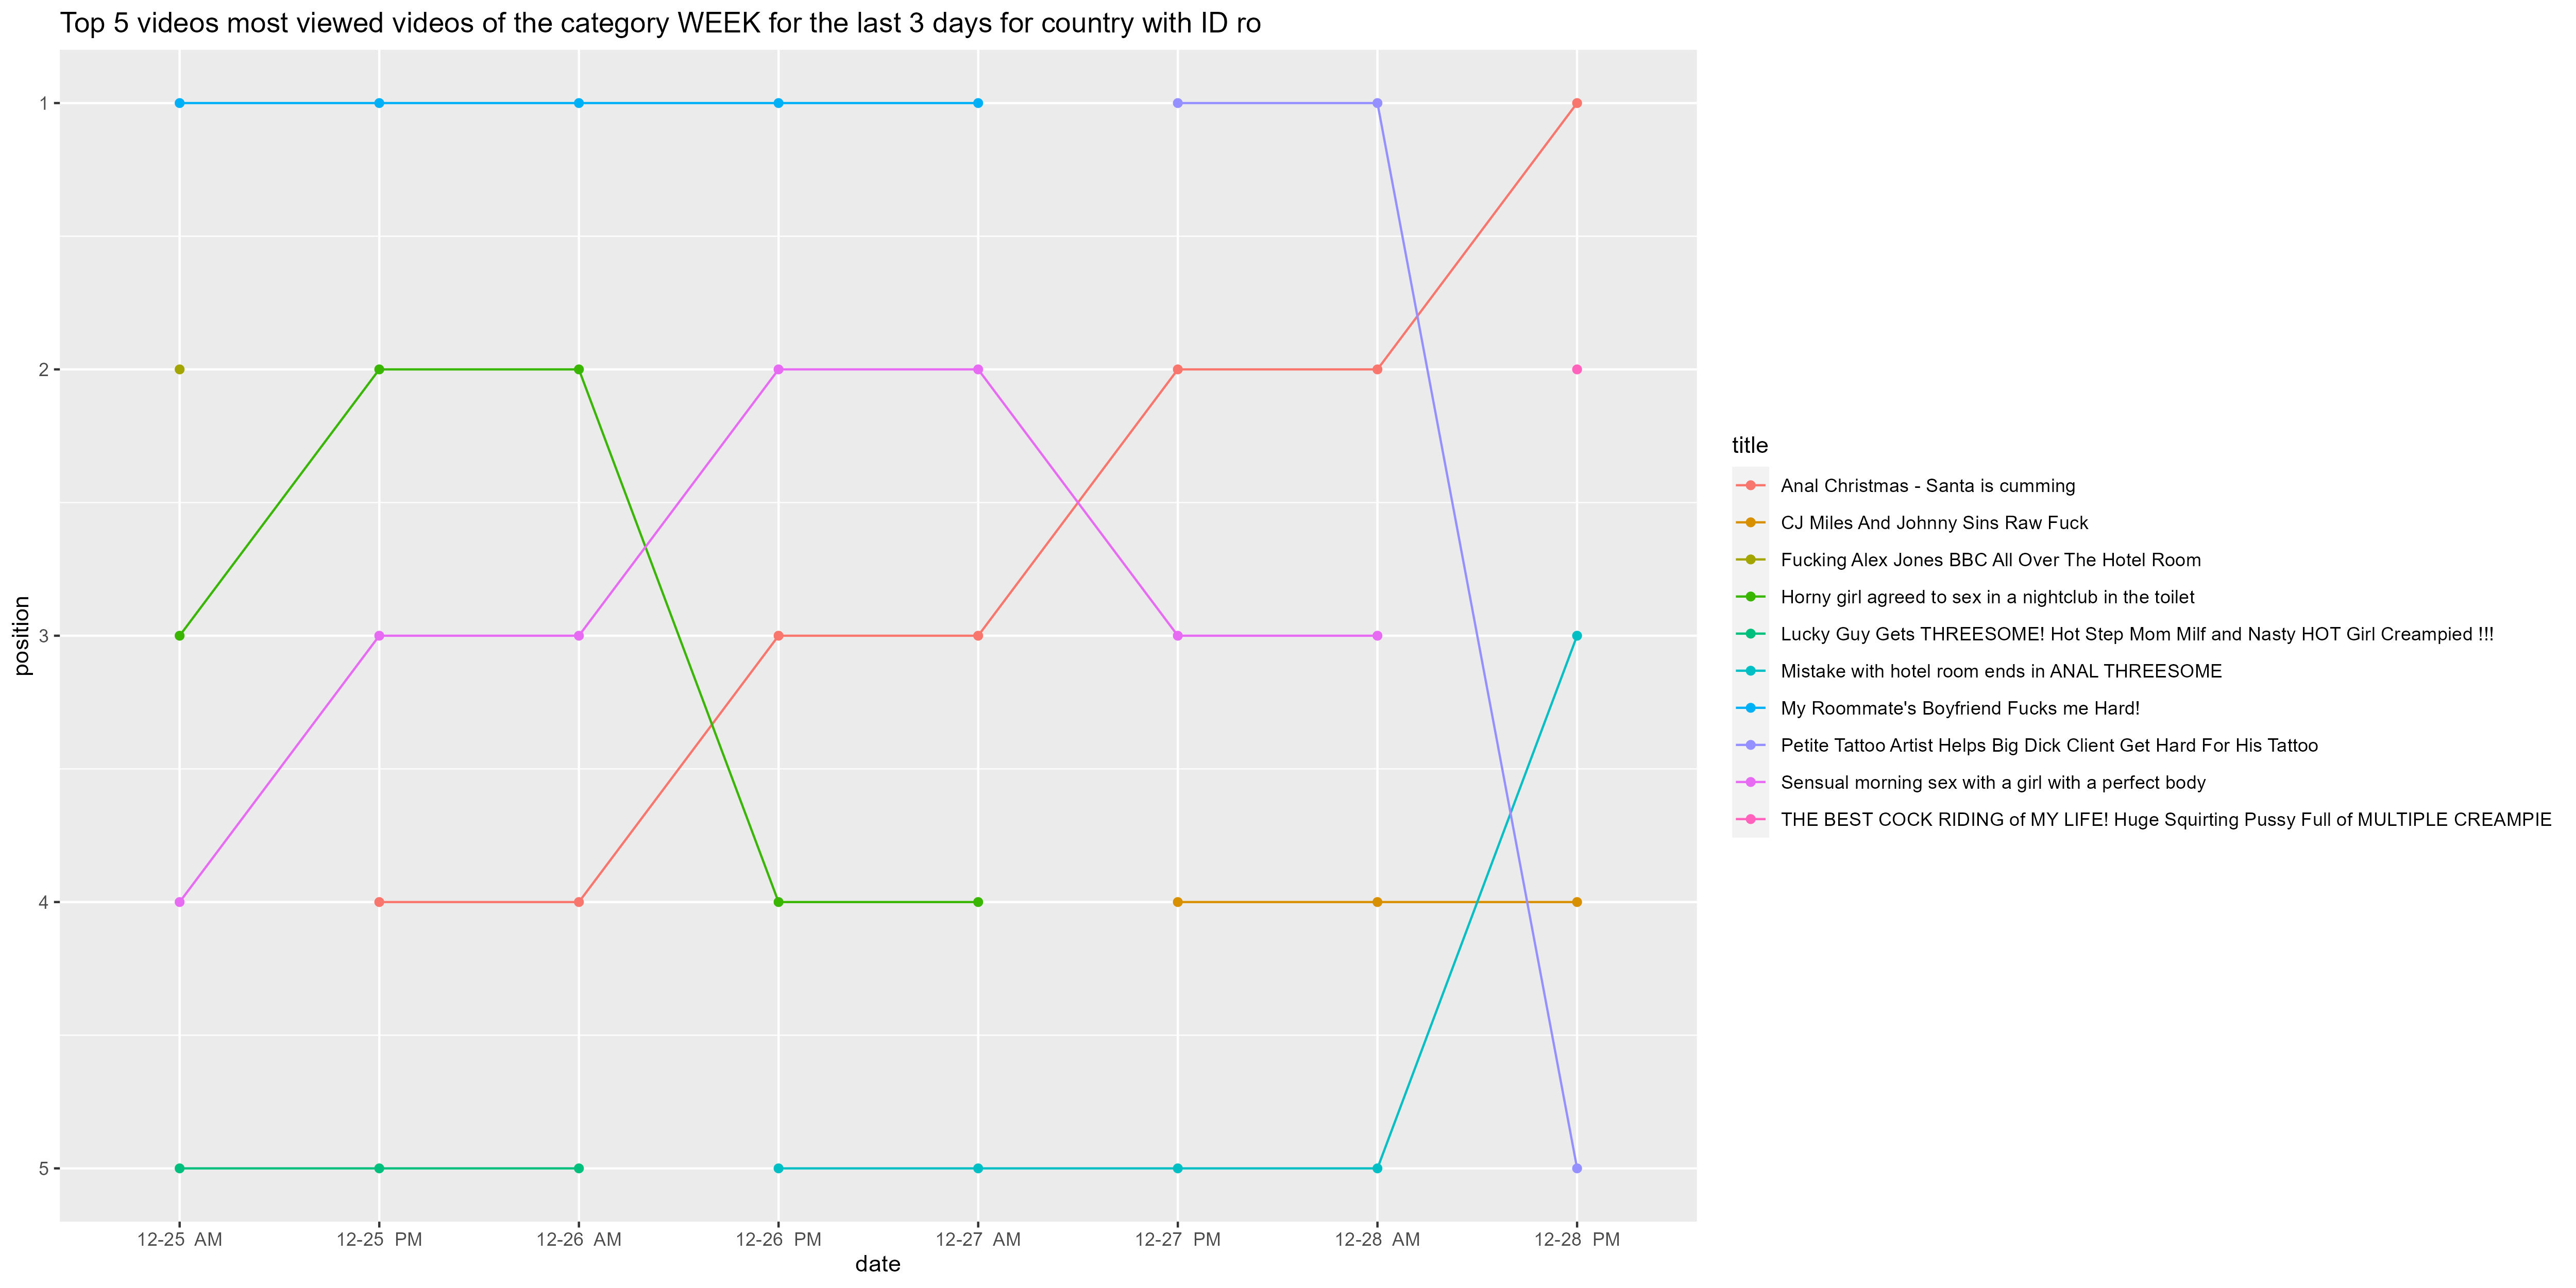 Top 5 videos most viewed videos of the category WEEK for the last 3 days for country with ID ro
position
1
2
3
4
5
12-25 AM
12-25 PM
12-26 AM
12-26 PM
12-27 AM
12-27 PM
12-28 AM
12-28 PM
date
title
Anal Christmas - Santa is cumming
CJ Miles And Johnny Sins Raw Fuck
Fucking Alex Jones BBC All Over The Hotel Room
Horny girl agreed to sex in a nightclub in the toilet
Lucky Guy Gets THREESOME! Hot Step Mom Milf and Nasty HOT Girl Creampied !!!
Mistake with hotel room ends in ANAL THREESOME
My Roommate's Boyfriend Fucks me Hard!
Petite Tattoo Artist Helps Big Dick Client Get Hard For His Tattoo
Sensual morning sex with a girl with a perfect body
THE BEST COCK RIDING of MY LIFE! Huge Squirting Pussy Full of MULTIPLE CREAMPIE